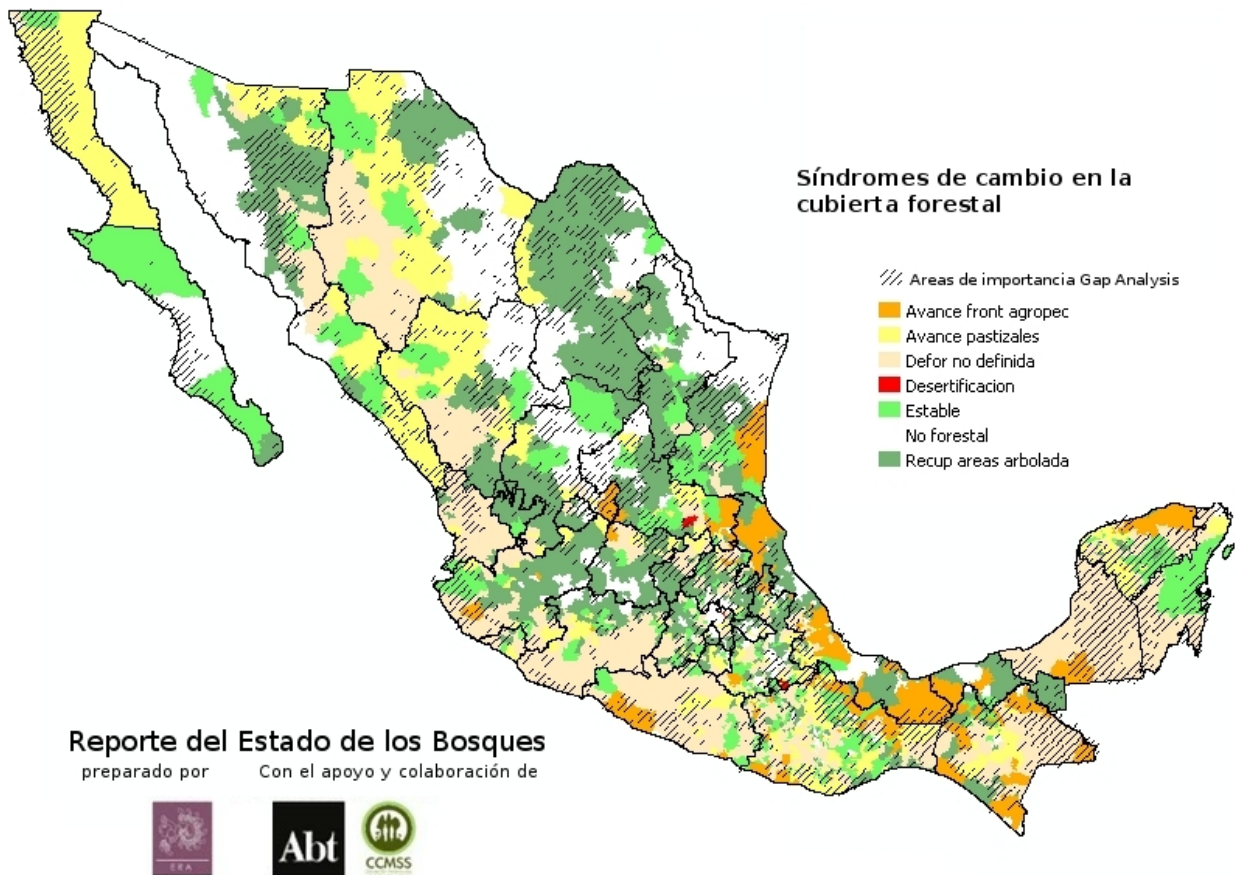 Síndromes de cambio en la
cubierta forestal
Areas de importancia Gap Analysis
Avance front agropec
Avance pastizales
Defor no definida
Desertificacion
Estable
No forestal
Recup areas arbolada
Reporte del Estado de los Bosques
preparado por Con el apoyo y colaboración de
ERA Abt CCMSS